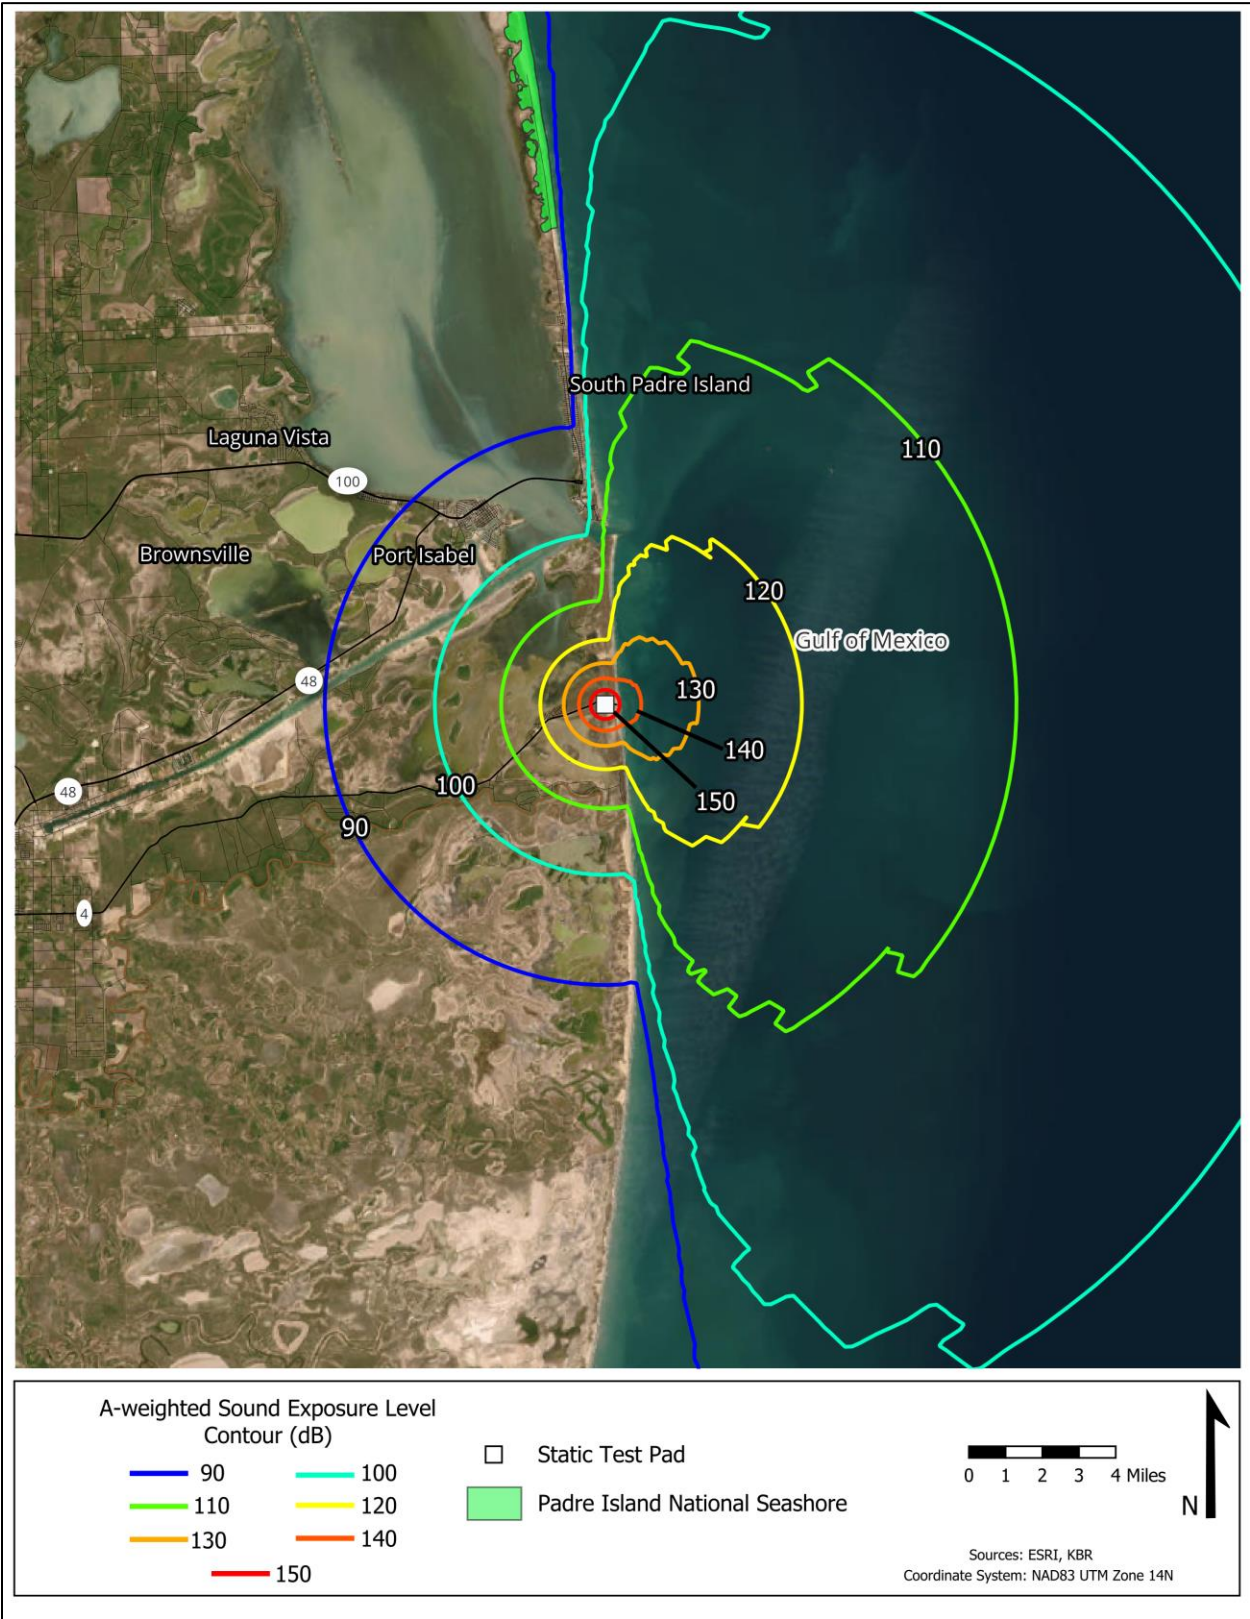 South Padre Island
Laguna Vista
110
100
Brownsville
Port Isabel
120
Gulf of Mexico
48
130
140
100
48
150
90
4
A-weighted Sound Exposure Level
Contour (dB)
90
100
110
120
130
140
150
Static Test Pad
Padre Island National Seashore
0 1 2 3 4 Miles
N
Sources: ESRI, KBR
Coordinate System: NAD83 UTM Zone 14N